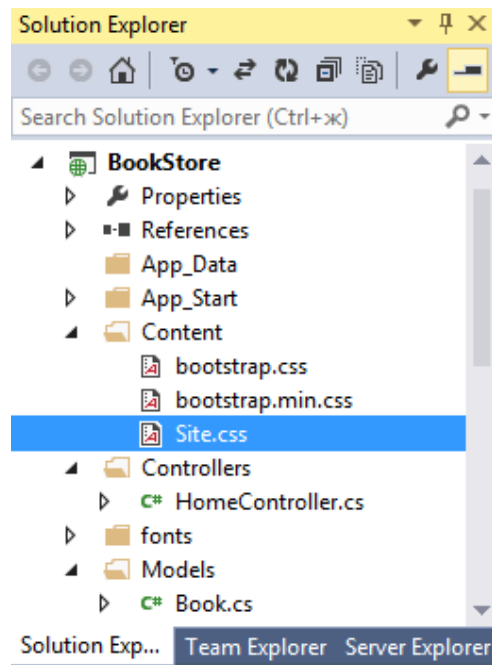 Solution Explorer
Search Solution Explorer (Ctrl+ж)
BookStore
Properties
References
App_Data
App_Start
Content
bootstrap.css
bootstrap.min.css
Site.css
Controllers
C# HomeController.cs
fonts
Models
C# Book.cs
Solution Exp... Team Explorer Server Explorer